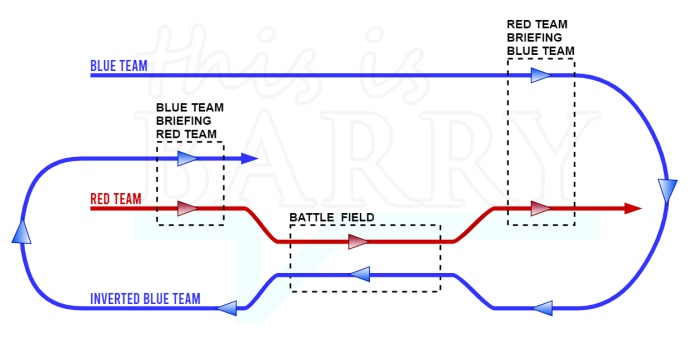 this is
BARRY
RED TEAM
BRIEFING
BLUE TEAM
BLUE TEAM
BLUE TEAM
BRIEFING
RED TEAM
RED TEAM
BATTLE FIELD
INVERTED BLUE TEAM